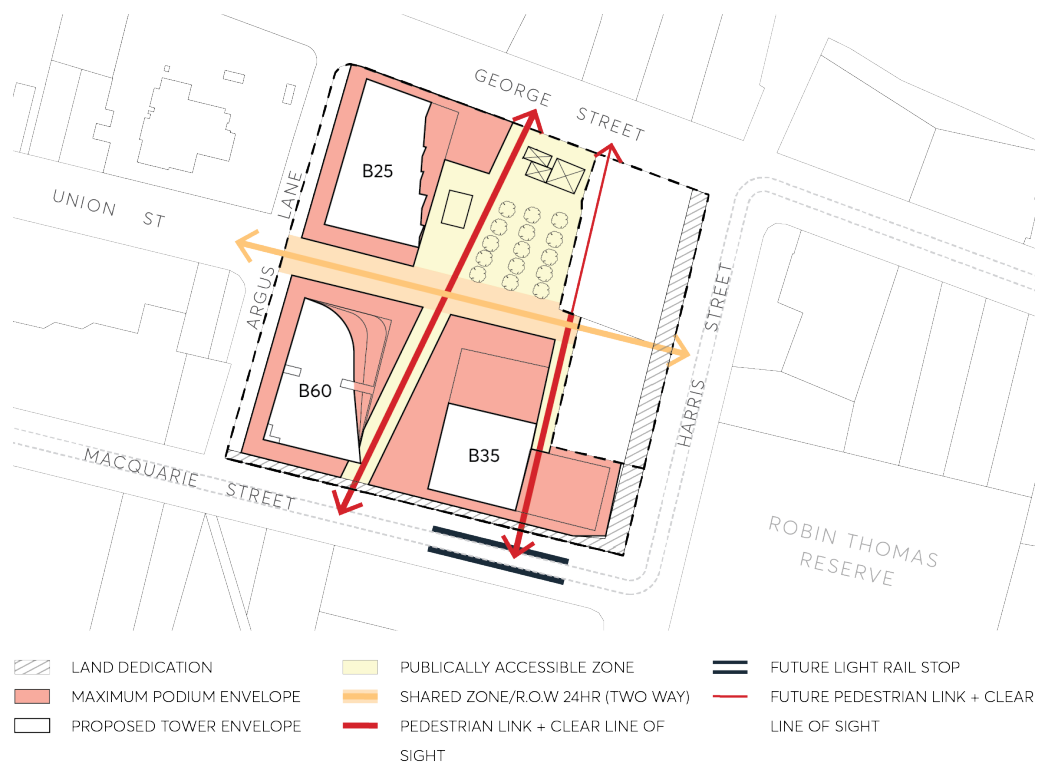 GEORGE STREET
B25
UNION ST
ARGUS LANE
HARRIS STREET
B60
B35
MACQUARIE STREET
ROBIN THOMAS
RESERVE
LAND DEDICATION
MAXIMUM PODIUM ENVELOPE
PROPOSED TOWER ENVELOPE
PUBLICALLY ACCESSIBLE ZONE
SHARED ZONE/R.O.W 24HR (TWO WAY)
PEDESTRIAN LINK + CLEAR LINE OF
SIGHT
FUTURE LIGHT RAIL STOP
FUTURE PEDESTRIAN LINK + CLEAR
LINE OF SIGHT